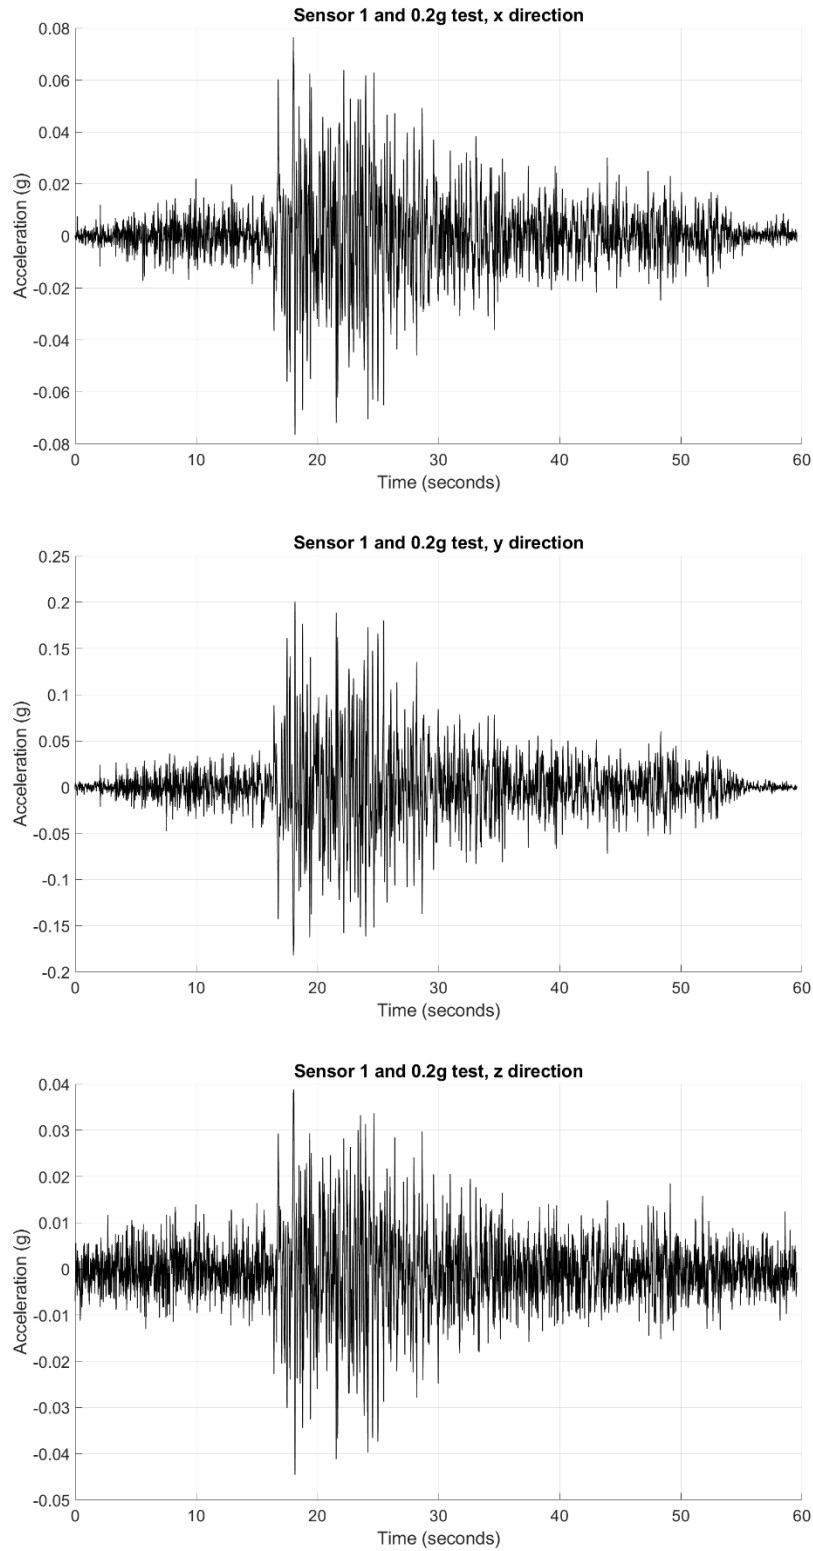 Sensor 1 and 0.2g test, x direction
0.08
0.06
0.04
0.02
0
-0.02
-0.04
-0.06
-0.08
Acceleration (g)
0 10 20 30 40 50 60
Time (seconds)
Sensor 1 and 0.2g test, y direction
0.25
0.2
0.15
0.1
0.05
0
-0.05
-0.1
-0.15
-0.2
Acceleration (g)
0 10 20 30 40 50 60
Time (seconds)
Sensor 1 and 0.2g test, z direction
0.04
0.03
0.02
0.01
0
-0.01
-0.02
-0.03
-0.04
-0.05
Acceleration (g)
0 10 20 30 40 50 60
Time (seconds)